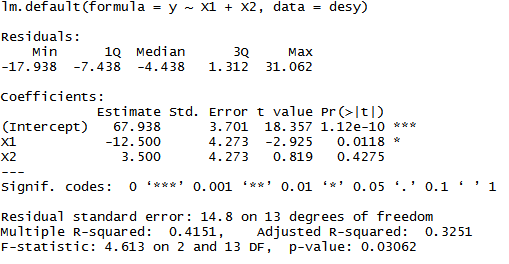 lm.default(formula = y ~ X1 + X2, data = desy)
Residuals:
    Min      1Q  Median      3Q     Max
-17.938  -7.438  -4.438   1.312  31.062
Coefficients:
            Estimate Std. Error t value Pr(>|t|)
(Intercept)   67.938      3.701  18.357 1.12e-10 ***
X1           -12.500      4.273  -2.925   0.0118 *
X2             3.500      4.273   0.819   0.4275
---
Signif. codes:  0 ‘***’ 0.001 ‘**’ 0.01 ‘*’ 0.05 ‘.’ 0.1 ‘ ’ 1
Residual standard error: 14.8 on 13 degrees of freedom
Multiple R-squared:  0.4151,    Adjusted R-squared:  0.3251
F-statistic: 4.613 on 2 and 13 DF,  p-value: 0.03062